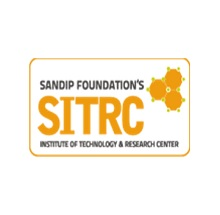 SANDIP FOUNDATION'S
SITRC
INSTITUTE OF TECHNOLOGY & RESEARCH CENTER